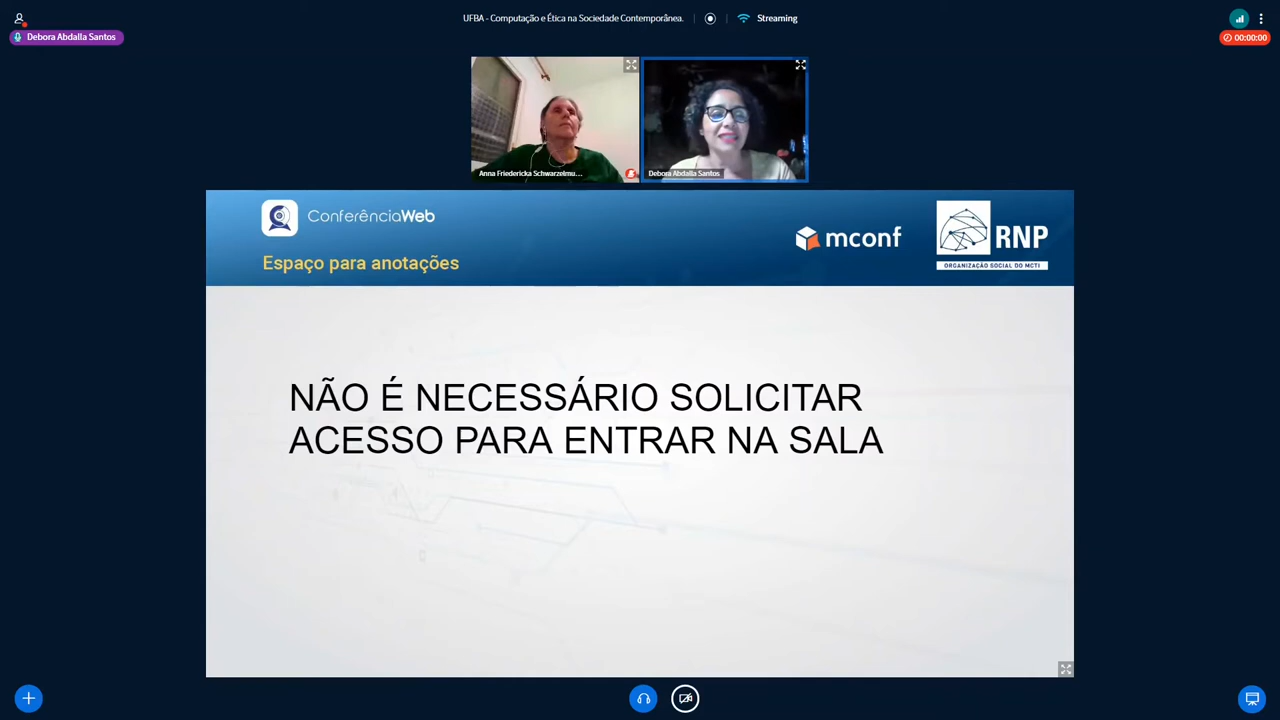 UFBA - Computação e Ética na Sociedade Contemporânea.
Streaming
Debora Abdalla Santos
00:00:00
Anna Friedericka Schwarzelmu...
Debora Abdalla Santos
ConferênciaWeb
mconf
RNP
ORGANIZAÇÃO SOCIAL DO MCTI
Espaço para anotações
NÃO É NECESSÁRIO SOLICITAR
ACESSO PARA ENTRAR NA SALA